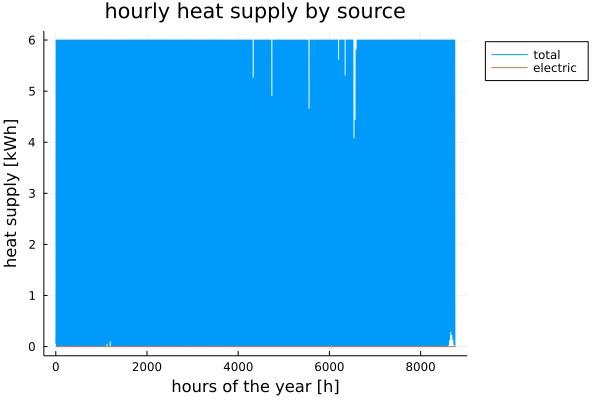 hourly heat supply by source
heat supply [kWh]
6
5
4
3
2
1
0
0 2000 4000 6000 8000
hours of the year [h]
total
electric